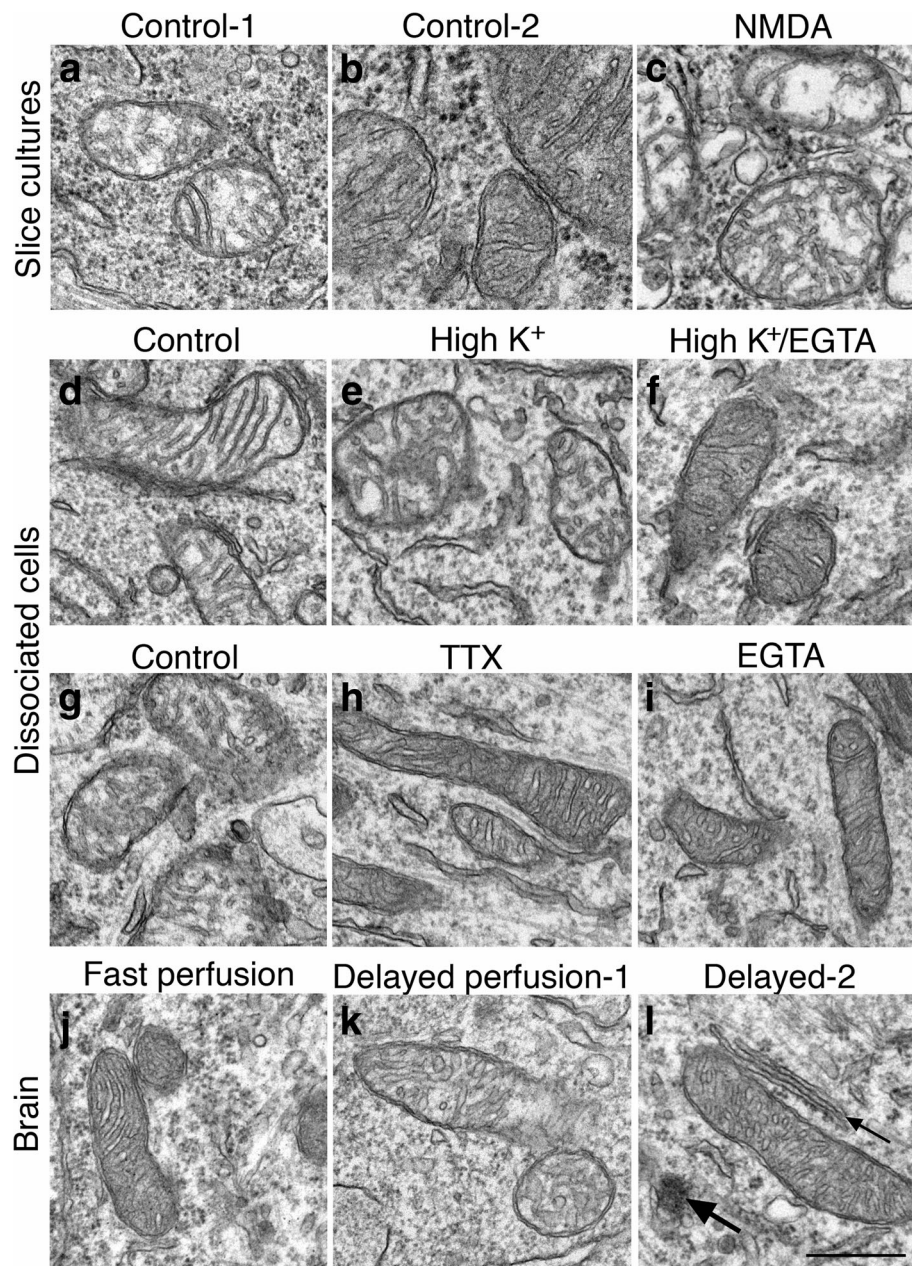 Control-1 Control-2 NMDA
Slice cultures
a b c
Control High K⁺ High K⁺/EGTA
Dissociated cells
d e f
Control TTX EGTA
g h i
Fast perfusion Delayed perfusion-1 Delayed-2
Brain
j k l